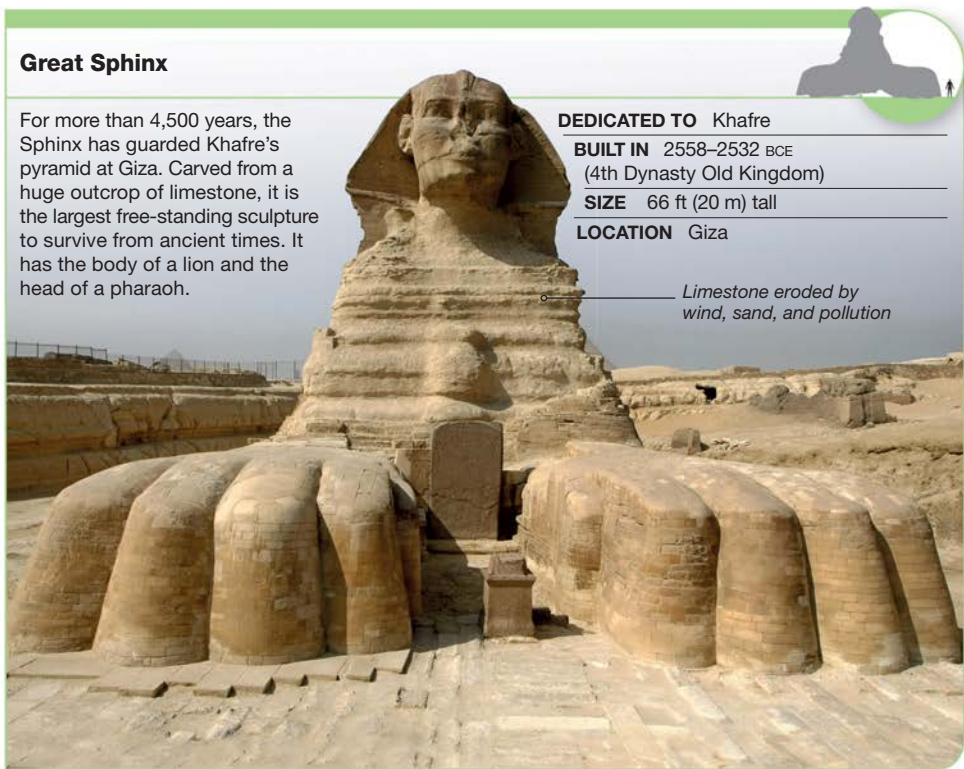 Great Sphinx
For more than 4,500 years, the
Sphinx has guarded Khafre’s
pyramid at Giza. Carved from a
huge outcrop of limestone, it is
the largest free-standing sculpture
to survive from ancient times. It
has the body of a lion and the
head of a pharaoh.
DEDICATED TO Khafre
BUILT IN 2558–2532 BCE
(4th Dynasty Old Kingdom)
SIZE 66 ft (20 m) tall
LOCATION Giza
Limestone eroded by
wind, sand, and pollution